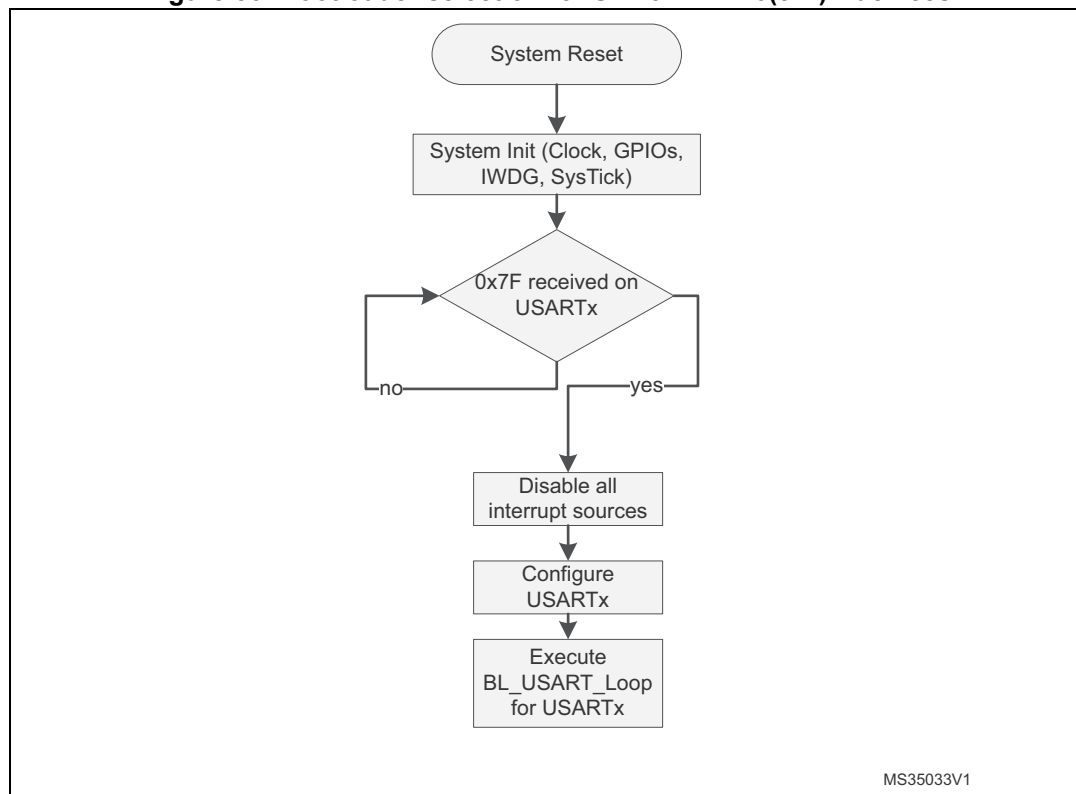 System Reset
System Init (Clock, GPIOs,
IWDG, SysTick)
0x7F received on
USARTx
no
yes
Disable all
interrupt sources
Configure
USARTx
Execute
BL_USART_Loop
for USARTx
MS35033V1